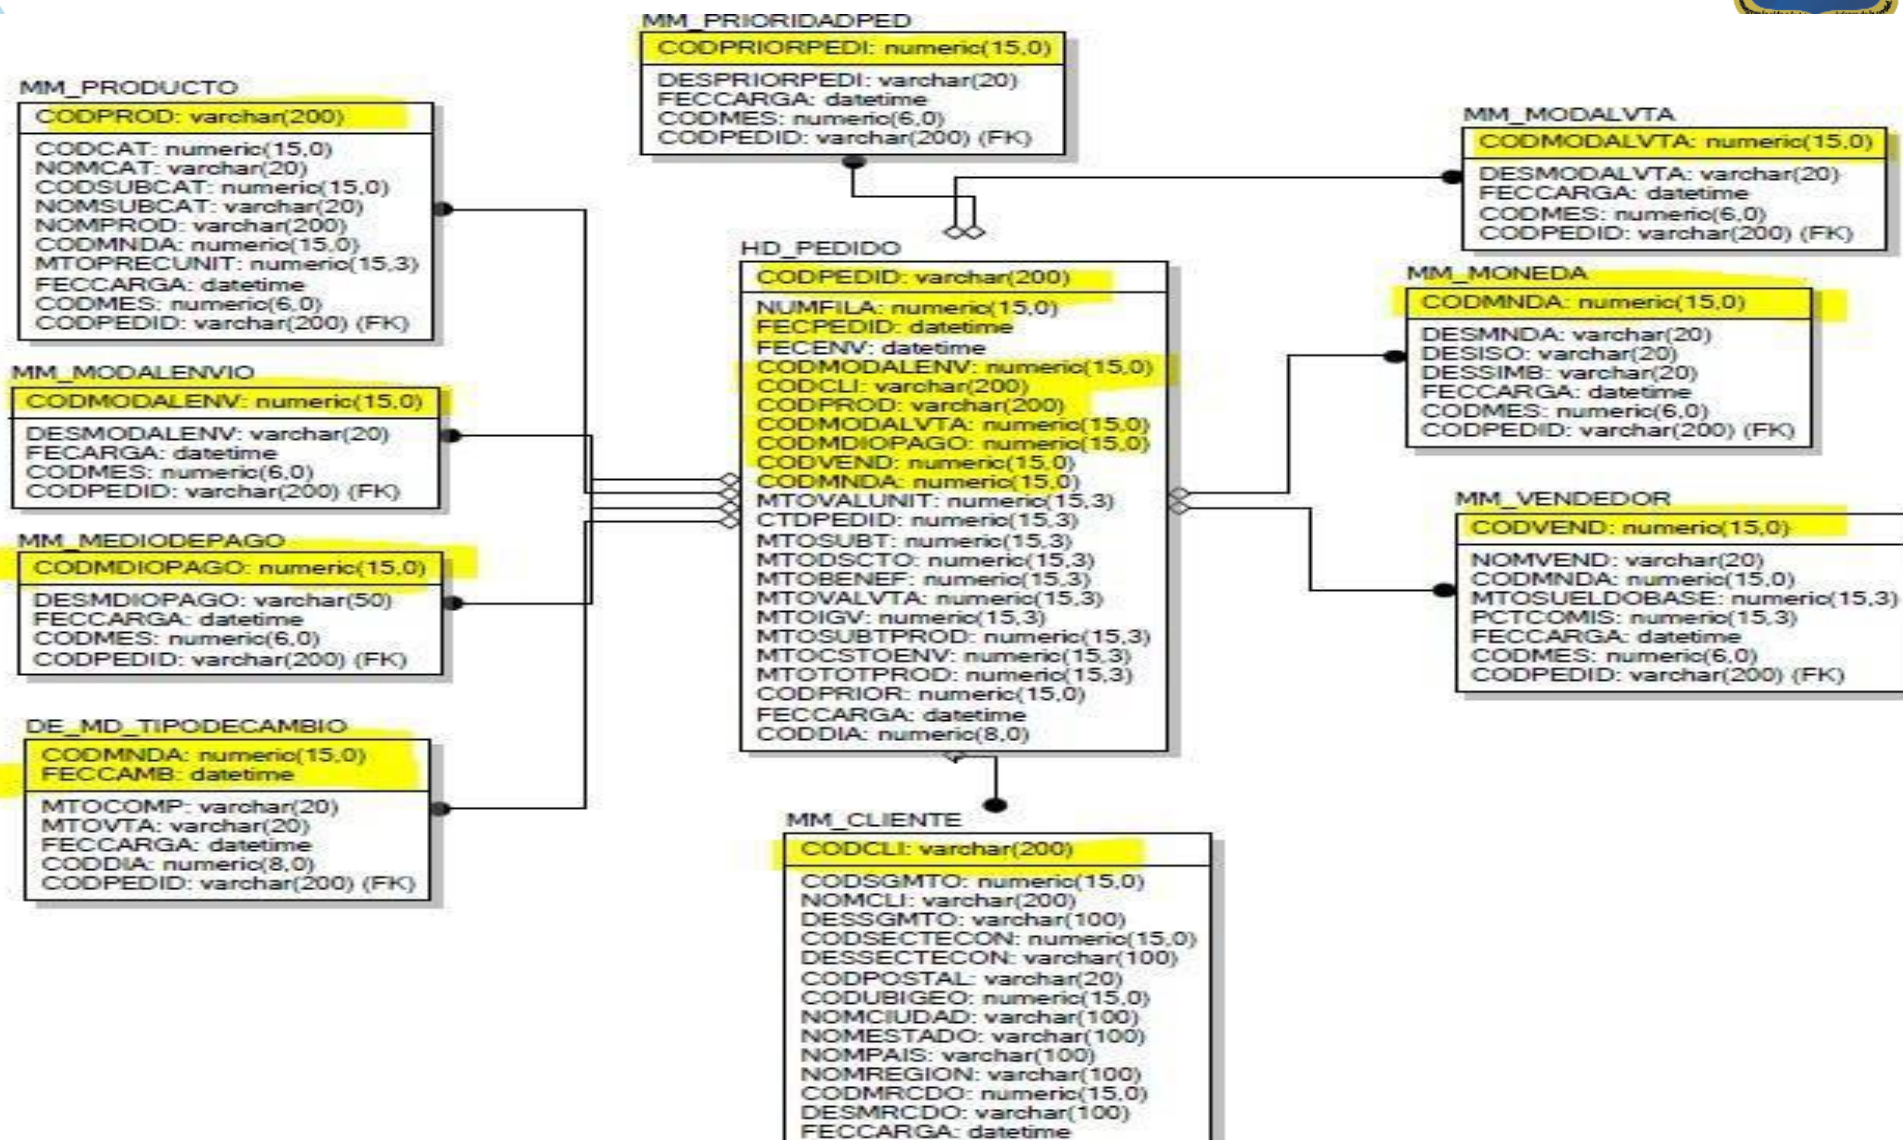 MM_PRIORIDADPED
CODPRIORPEDI: numeric(15,0)
DESPRIORPEDI: varchar(20)
FECCARGA: datetime
CODMES: numeric(6,0)
CODPEDID: varchar(200) (FK)
MM_PRODUCTO
CODPROD: varchar(200)
CODCAT: numeric(15,0)
NOMCAT: varchar(20)
CODSUBCAT: numeric(15,0)
NOMSUBCAT: varchar(20)
NOMPROD: varchar(200)
CODMNDA: numeric(15,0)
MTOPRECUNIT: numeric(15,3)
FECCARGA: datetime
CODMES: numeric(6,0)
CODPEDID: varchar(200) (FK)
MM_MODALENVIO
CODMODALENV: numeric(15,0)
DESMODALENV: varchar(20)
FECARGA: datetime
CODMES: numeric(6,0)
CODPEDID: varchar(200) (FK)
MM_MEDIODEPAGO
CODMDIOPAGO: numeric(15,0)
DESMDIOPAGO: varchar(50)
FECCARGA: datetime
CODMES: numeric(6,0)
CODPEDID: varchar(200) (FK)
DE_MD_TIPODECAMBIO
CODMNDA: numeric(15,0)
FECCAMB: datetime
MTOCOMP: varchar(20)
MTOVTA: varchar(20)
FECCARGA: datetime
CODDIA: numeric(8,0)
CODPEDID: varchar(200) (FK)
HD_PEDIDO
CODPEDID: varchar(200)
NUMFILA: numeric(15,0)
FECPEDID: datetime
FECENV: datetime
CODMODALENV: numeric(15,0)
CODCLI: varchar(200)
CODPROD: varchar(200)
CODMODALVTA: numeric(15,0)
CODMDIOPAGO: numeric(15,0)
CODVEND: numeric(15,0)
CODMNDA: numeric(15,0)
MTOVALUNIT: numeric(15,3)
CTDPEDID: numeric(15,3)
MTOSUBT: numeric(15,3)
MTODSCTO: numeric(15,3)
MTOBENEF: numeric(15,3)
MTOVALVTA: numeric(15,3)
MTOIGV: numeric(15,3)
MTOSUBTPROD: numeric(15,3)
MTOCSTOENV: numeric(15,3)
MTOTOTPROD: numeric(15,3)
CODPRIOR: numeric(15,0)
FECCARGA: datetime
CODDIA: numeric(8,0)
MM_CLIENTE
CODCLI: varchar(200)
CODSGMTO: numeric(15,0)
NOMCLI: varchar(200)
DESSGMTO: varchar(100)
CODSECTECON: numeric(15,0)
DESSECTECON: varchar(100)
CODPOSTAL: varchar(20)
CODUBIGEO: numeric(15,0)
NOMCIUDAD: varchar(100)
NOMESTADO: varchar(100)
NOMPAIS: varchar(100)
NOMREGION: varchar(100)
CODMRCDO: numeric(15,0)
DESMRCDO: varchar(100)
FECCARGA: datetime
MM_MODALVTA
CODMODALVTA: numeric(15,0)
DESMODALVTA: varchar(20)
FECCARGA: datetime
CODMES: numeric(6,0)
CODPEDID: varchar(200) (FK)
MM_MONEDA
CODMNDA: numeric(15,0)
DESMNDA: varchar(20)
DESISO: varchar(20)
DESSIMB: varchar(20)
FECCARGA: datetime
CODMES: numeric(6,0)
CODPEDID: varchar(200) (FK)
MM_VENDEDOR
CODVEND: numeric(15,0)
NOMVEND: varchar(20)
CODMNDA: numeric(15,0)
MTOSUELDOBASE: numeric(15,3)
PCTCOMIS: numeric(15,3)
FECCARGA: datetime
CODMES: numeric(6,0)
CODPEDID: varchar(200) (FK)